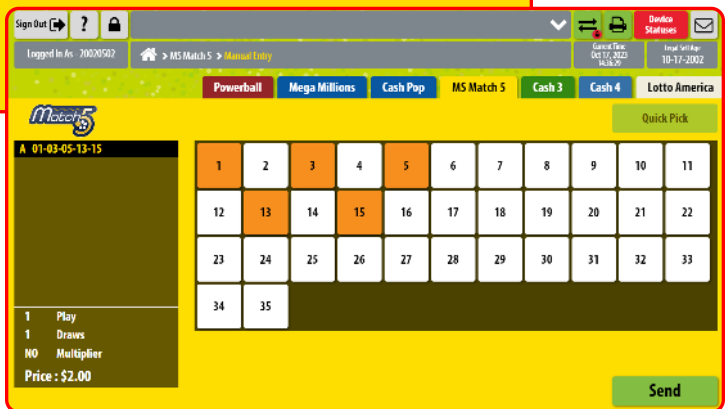 Sign Out ?
Device Statuses
Logged In As 20020502 > MS Match 5 > Manual Entry
Current Time
Oct 17, 2023
14:36:29
Legal Sell Age
10-17-2002
Powerball Mega Millions Cash Pop MS Match 5 Cash 3 Cash 4 Lotto America
Match 5
Quick Pick
A 01-03-05-13-15
1 2 3 4 5 6 7 8 9 10 11
12 13 14 15 16 17 18 19 20 21 22
23 24 25 26 27 28 29 30 31 32 33
34 35
1 Play
1 Draws
NO Multiplier
Price : $2.00
Send